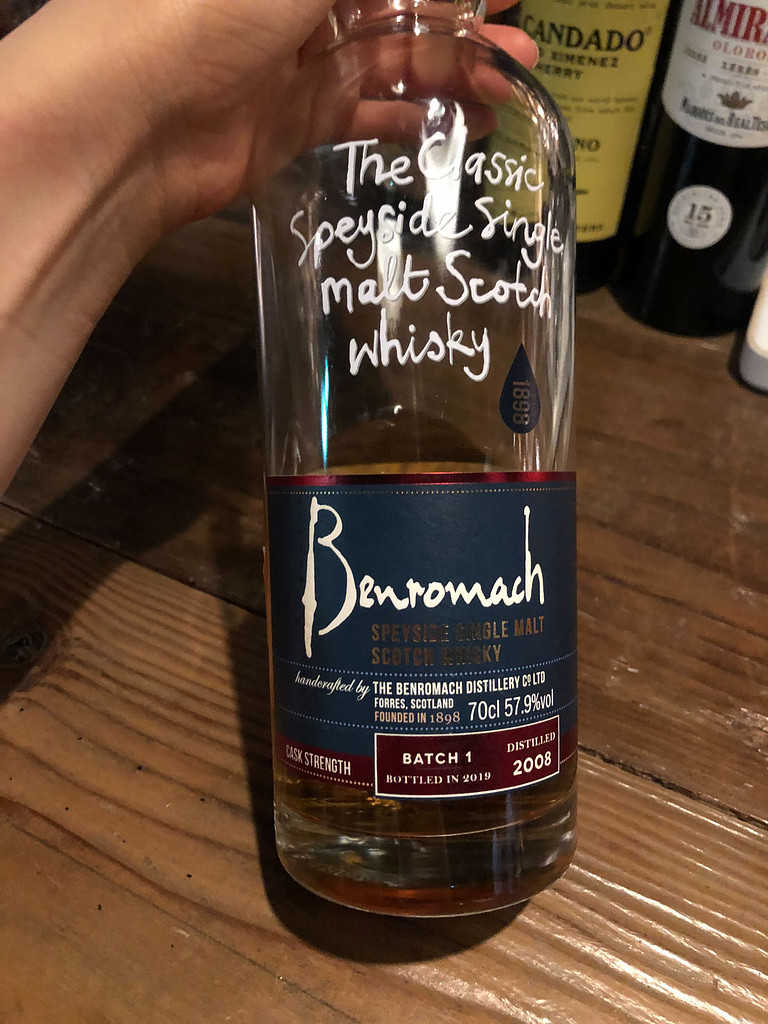 The Classic
Speyside Single
Malt Scotch
Whisky
1898
Benromach
SPEYSIDE SINGLE MALT
SCOTCH WHISKY
handcrafted by THE BENROMACH DISTILLERY Cº LTD
FORRES, SCOTLAND
FOUNDED IN 1898 70cl 57.9%vol
CASK STRENGTH
BATCH 1
BOTTLED IN 2019
DISTILLED
2008
CANDADO
XIMENEZ
SHERRY
ALMIRA
OLORO
15